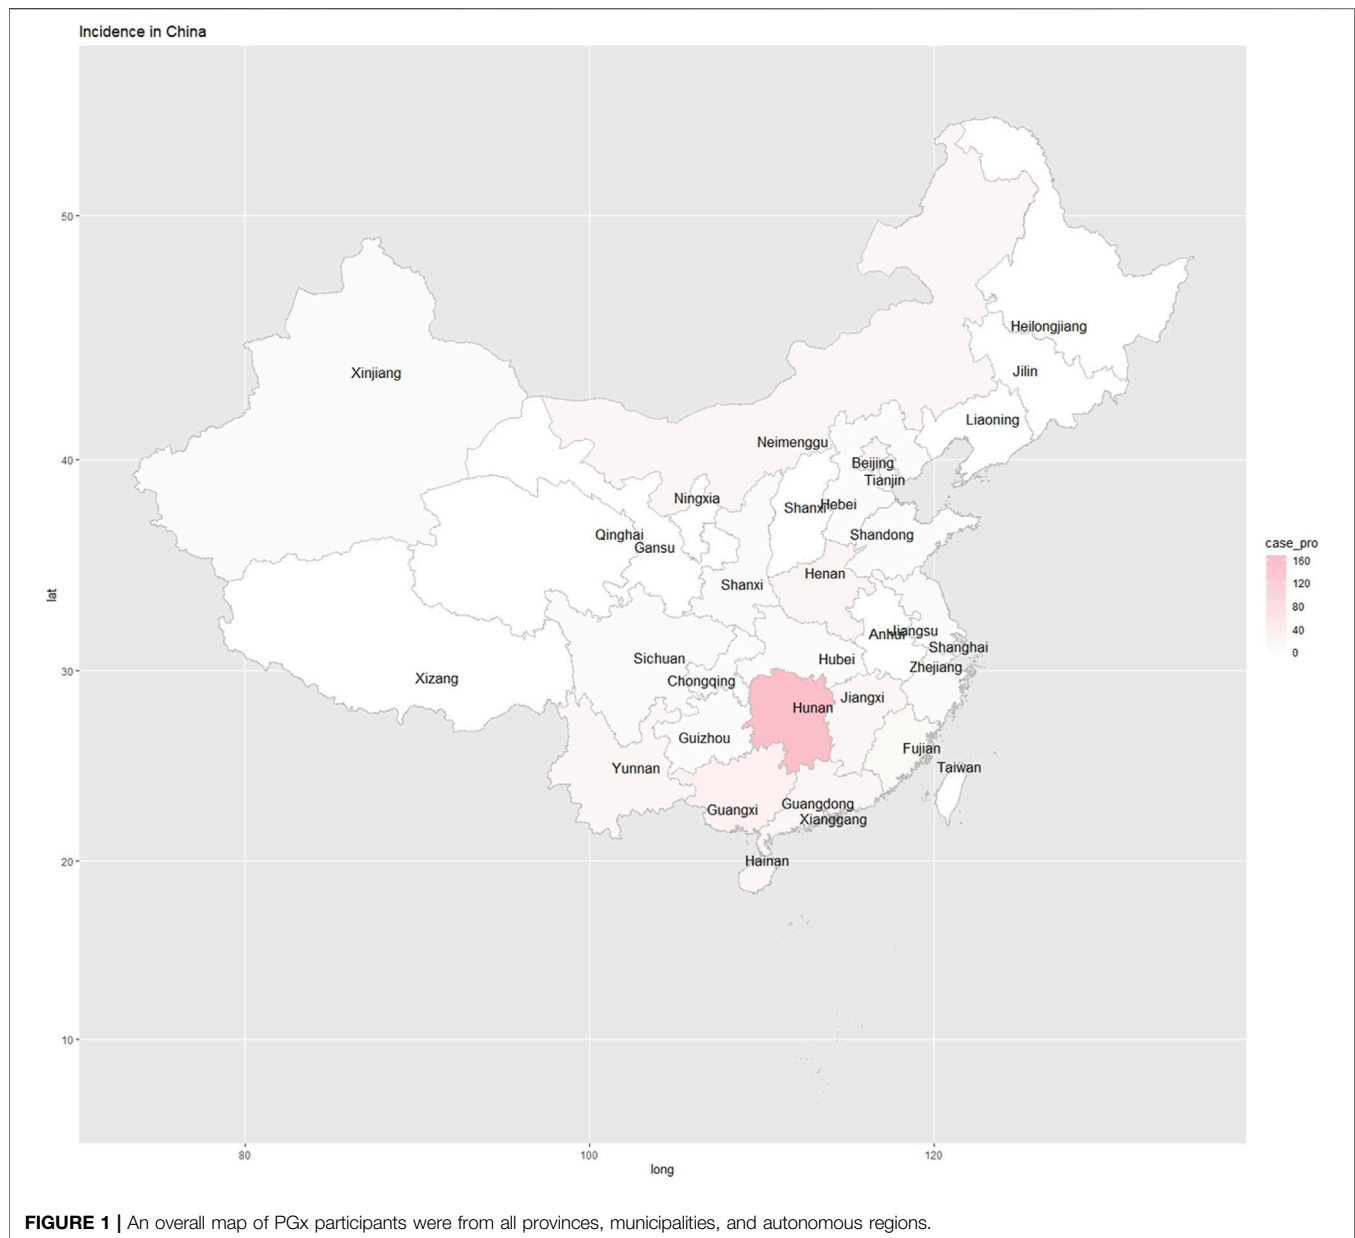 Incidence in China
50
40
30
20
10
lat
80
100
120
long
Xinjiang
Heilongjiang
Jilin
Liaoning
Neimenggu
Beijing
Tianjin
Ningxia
Shanxi
Hebei
Qinghai
Gansu
Shandong
Henan
Shanxi
Anhui
Jiangsu
Shanghai
Sichuan
Hubei
Zhejiang
Xizang
Chongqing
Jiangxi
Hunan
Guizhou
Fujian
Yunnan
Taiwan
Guangxi
Guangdong
Xianggang
Hainan
case_pro
160
120
80
40
0
FIGURE 1 | An overall map of PGx participants were from all provinces, municipalities, and autonomous regions.